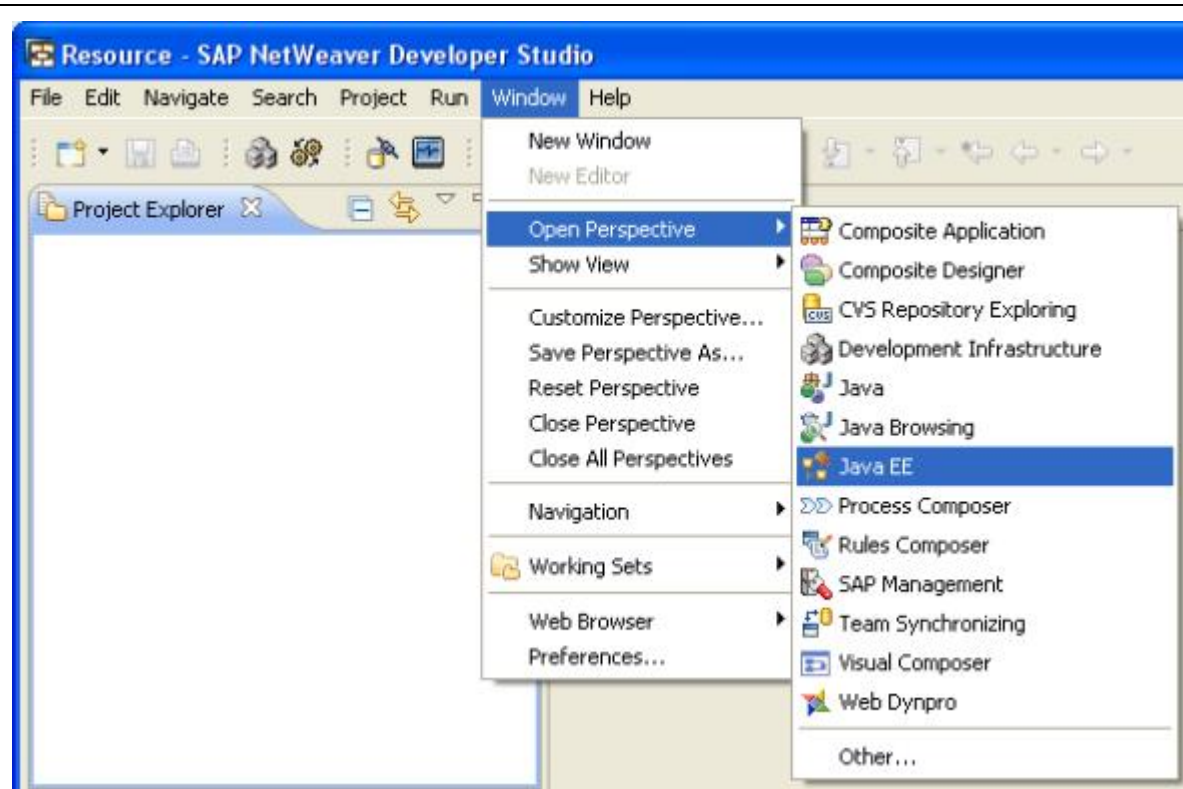 Resource - SAP NetWeaver Developer Studio
File Edit Navigate Search Project Run Window Help
New Window
New Editor
Project Explorer
Open Perspective
Show View
Customize Perspective...
Save Perspective As...
Reset Perspective
Close Perspective
Close All Perspectives
Navigation
Working Sets
Web Browser
Preferences...
Composite Application
Composite Designer
CVS CVS Repository Exploring
Development Infrastructure
Java
Java Browsing
Java EE
Process Composer
Rules Composer
SAP Management
Team Synchronizing
Visual Composer
Web Dynpro
Other...